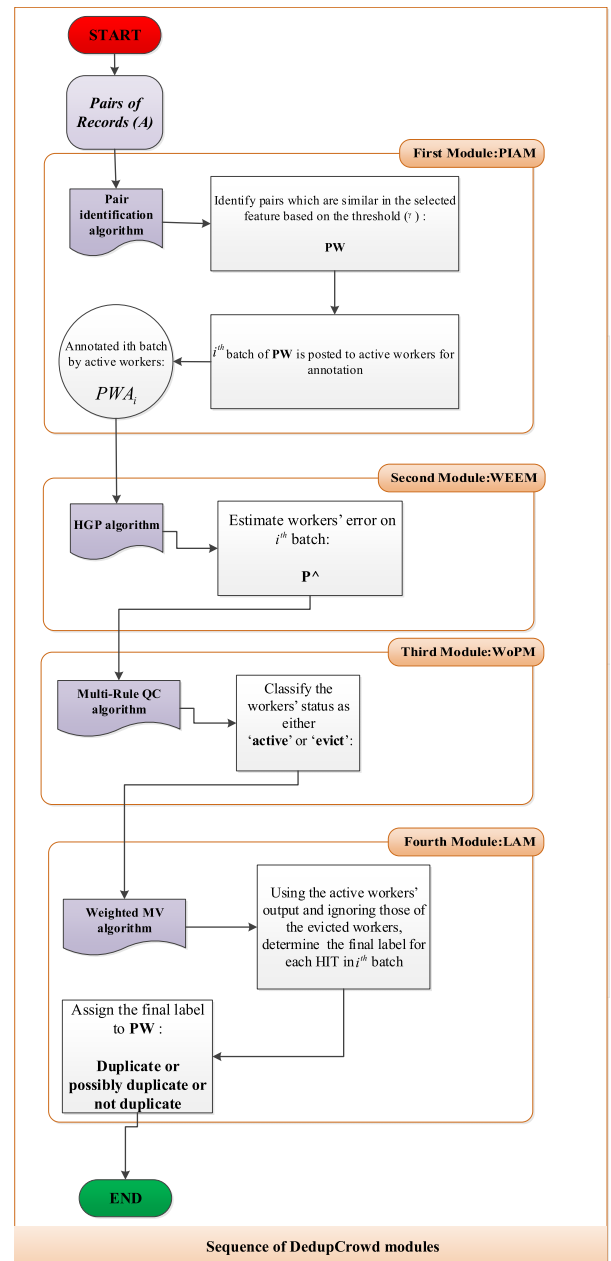 START
Pairs of
Records (A)
First Module:PIAM
Pair
identification
algorithm
Identify pairs which are similar in the selected
feature based on the threshold (γ) :
PW
Annotated ith batch
by active workers:
PWA_i
i^th batch of PW is posted to active workers for
annotation
Second Module:WEEM
HGP algorithm
Estimate workers' error on
i^th batch:
P^
Third Module:WoPM
Multi-Rule QC
algorithm
Classify the
workers' status as
either
'active' or 'evict':
Fourth Module:LAM
Weighted MV
algorithm
Using the active workers'
output and ignoring those of
the evicted workers,
determine the final label for
each HIT in i^th batch
Assign the final label
to PW :
Duplicate or
possibly duplicate or
not duplicate
END
Sequence of DedupCrowd modules